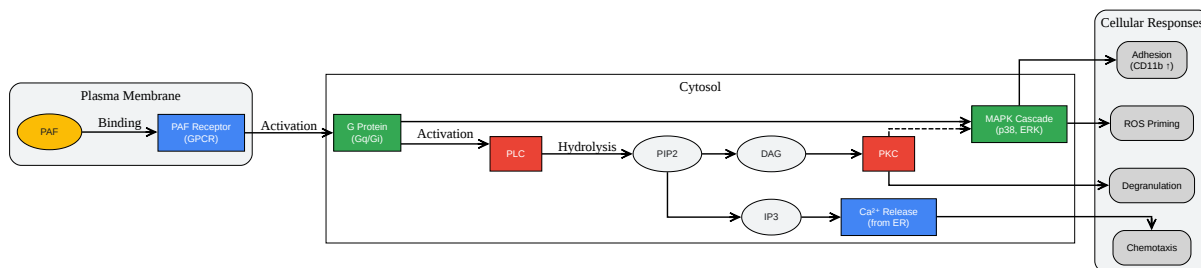 Cellular Responses
Adhesion
(CD11b ↑)
Plasma Membrane
Cytosol
PAF
Binding
PAF Receptor
(GPCR)
Activation
G Protein
(Gq/Gi)
Activation
MAPK Cascade
(p38, ERK)
ROS Priming
PLC
Hydrolysis
PIP2
DAG
PKC
Degranulation
IP3
Ca²⁺ Release
(from ER)
Chemotaxis